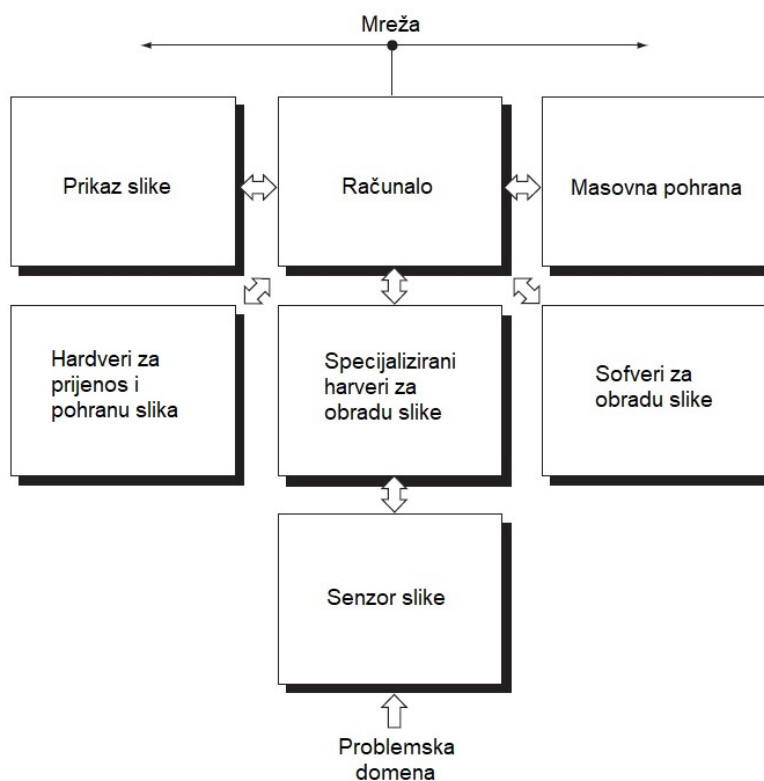 Mreža
Prikaz slike
Računalo
Masovna pohrana
Hardveri za
prijenos i
pohranu slika
Specijalizirani
harveri za
obradu slike
Sofveri za
obradu slike
Senzor slike
Problemska
domena